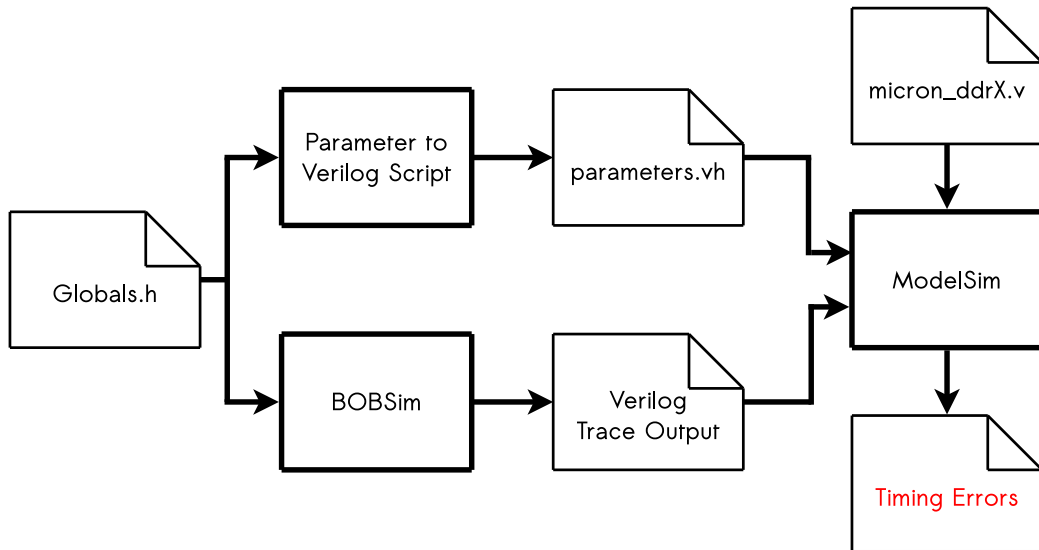 micron_ddrX.v
Parameter to
Verilog Script
parameters.vh
Globals.h
ModelSim
BOBSim
Verilog
Trace Output
Timing Errors